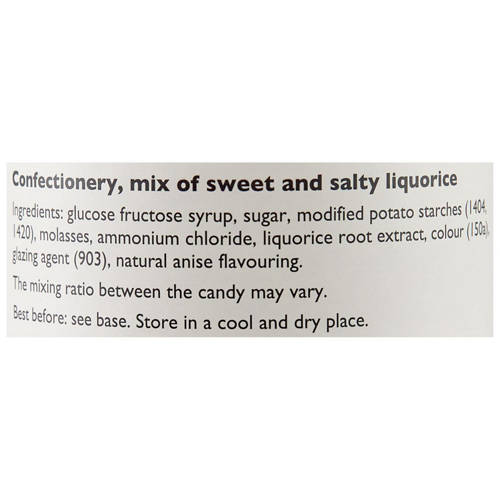 Confectionery, mix of sweet and salty liquorice
Ingredients: glucose fructose syrup, sugar, modified potato starches (1404,
1420), molasses, ammonium chloride, liquorice root extract, colour (150a),
glazing agent (903), natural anise flavouring.
The mixing ratio between the candy may vary.
Best before: see base. Store in a cool and dry place.